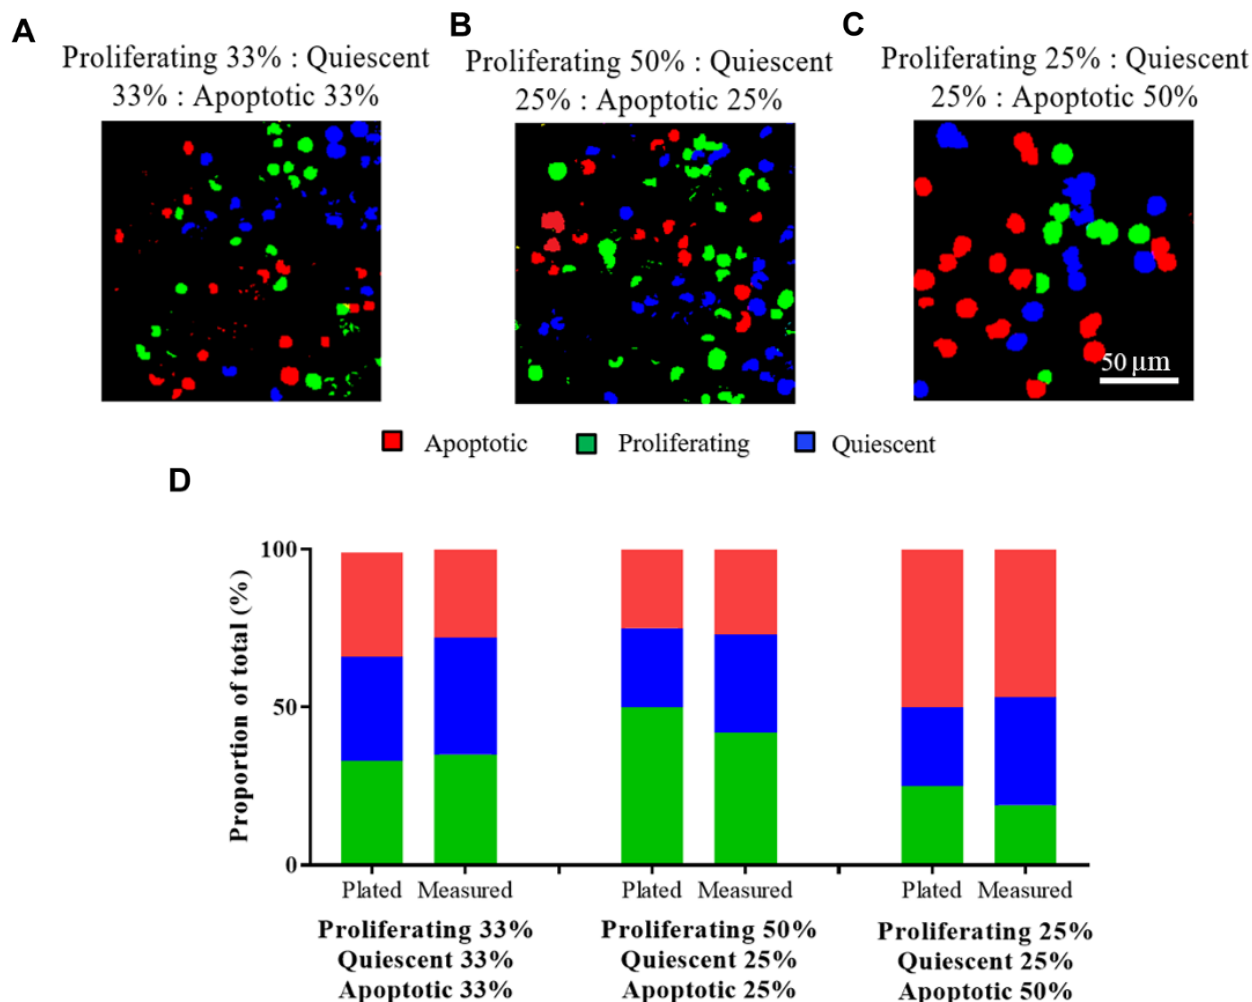 A
Proliferating 33% : Quiescent
33% : Apoptotic 33%
B
Proliferating 50% : Quiescent
25% : Apoptotic 25%
C
Proliferating 25% : Quiescent
25% : Apoptotic 50%
50 µm
Apoptotic
Proliferating
Quiescent
D
Proportion of total (%)
100
50
0
Plated
Measured
Plated
Measured
Plated
Measured
Proliferating 33%
Quiescent 33%
Apoptotic 33%
Proliferating 50%
Quiescent 25%
Apoptotic 25%
Proliferating 25%
Quiescent 25%
Apoptotic 50%